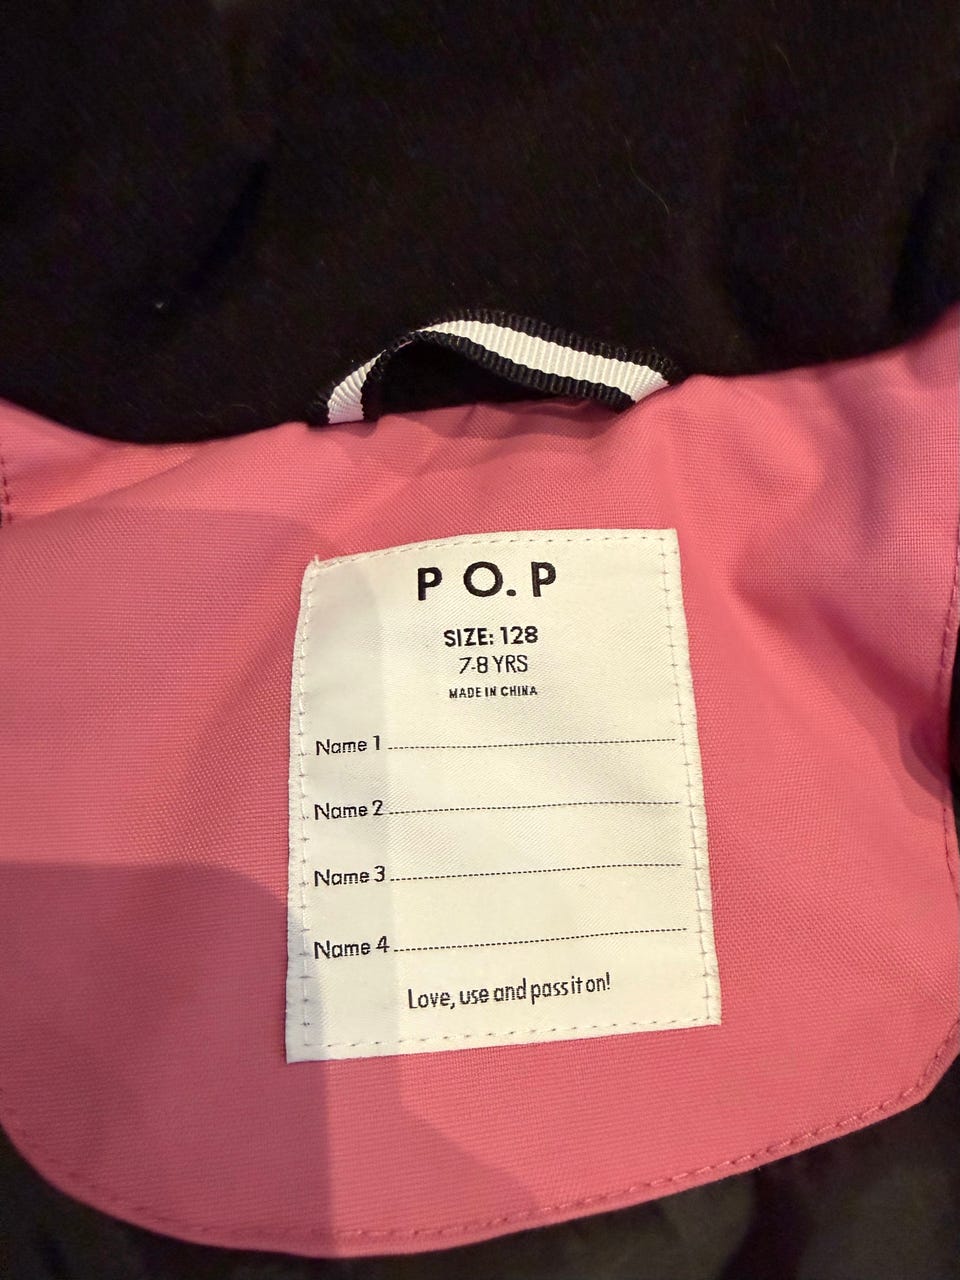 PO.P
SIZE: 128
7-8 YRS
MADE IN CHINA
Name 1
Name 2
Name 3
Name 4
Love, use and pass it on!